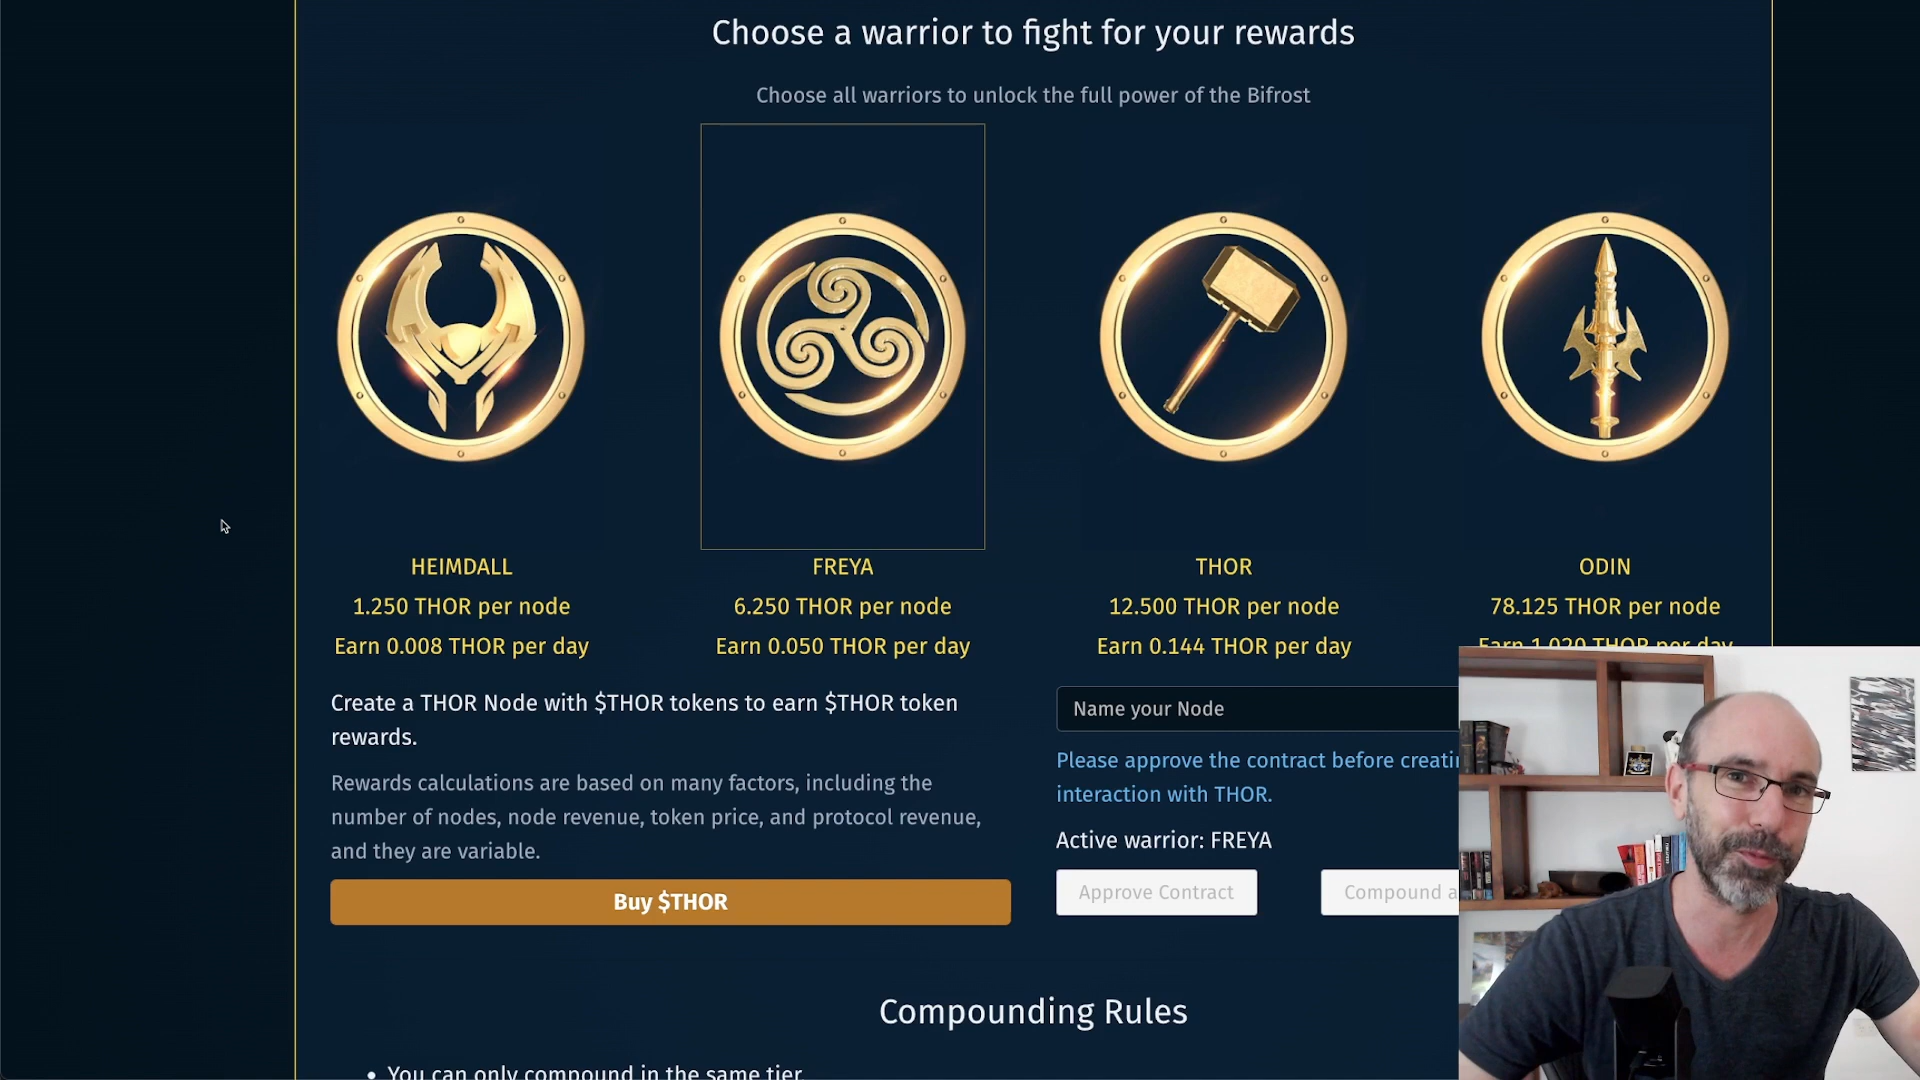 Choose a warrior to fight for your rewards
Choose all warriors to unlock the full power of the Bifrost
HEIMDALL
1.250 THOR per node
Earn 0.008 THOR per day
FREYA
6.250 THOR per node
Earn 0.050 THOR per day
THOR
12.500 THOR per node
Earn 0.144 THOR per day
ODIN
78.125 THOR per node
Earn 1.020 THOR per day
Create a THOR Node with $THOR tokens to earn $THOR token
rewards.
Rewards calculations are based on many factors, including the
number of nodes, node revenue, token price, and protocol revenue,
and they are variable.
Buy $THOR
Name your Node
Please approve the contract before
interaction with THOR.
Active warrior: FREYA
Approve Contract
Compound
Compounding Rules
• You can only compound in the same tier.